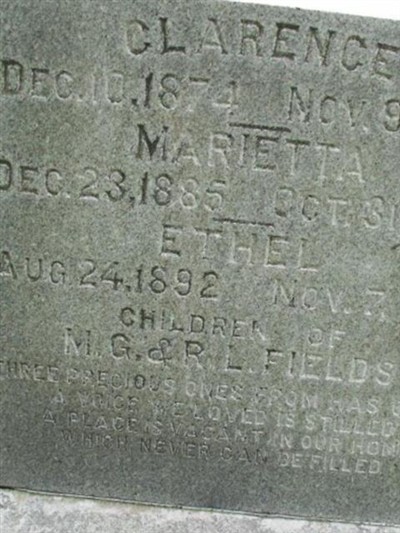 CLARENCE
DEC. 10, 1874 — NOV. 9
MARIETTA
DEC. 23, 1885 — OCT. 31
ETHEL
AUG. 24, 1892 NOV. 7,
CHILDREN OF
M. G. & R. L. FIELDS
THREE PRECIOUS ONES FROM HAS
A VOICE WE LOVED IS STILLED
A PLACE IS VACANT IN OUR HOM
WHICH NEVER CAN BE FILLED